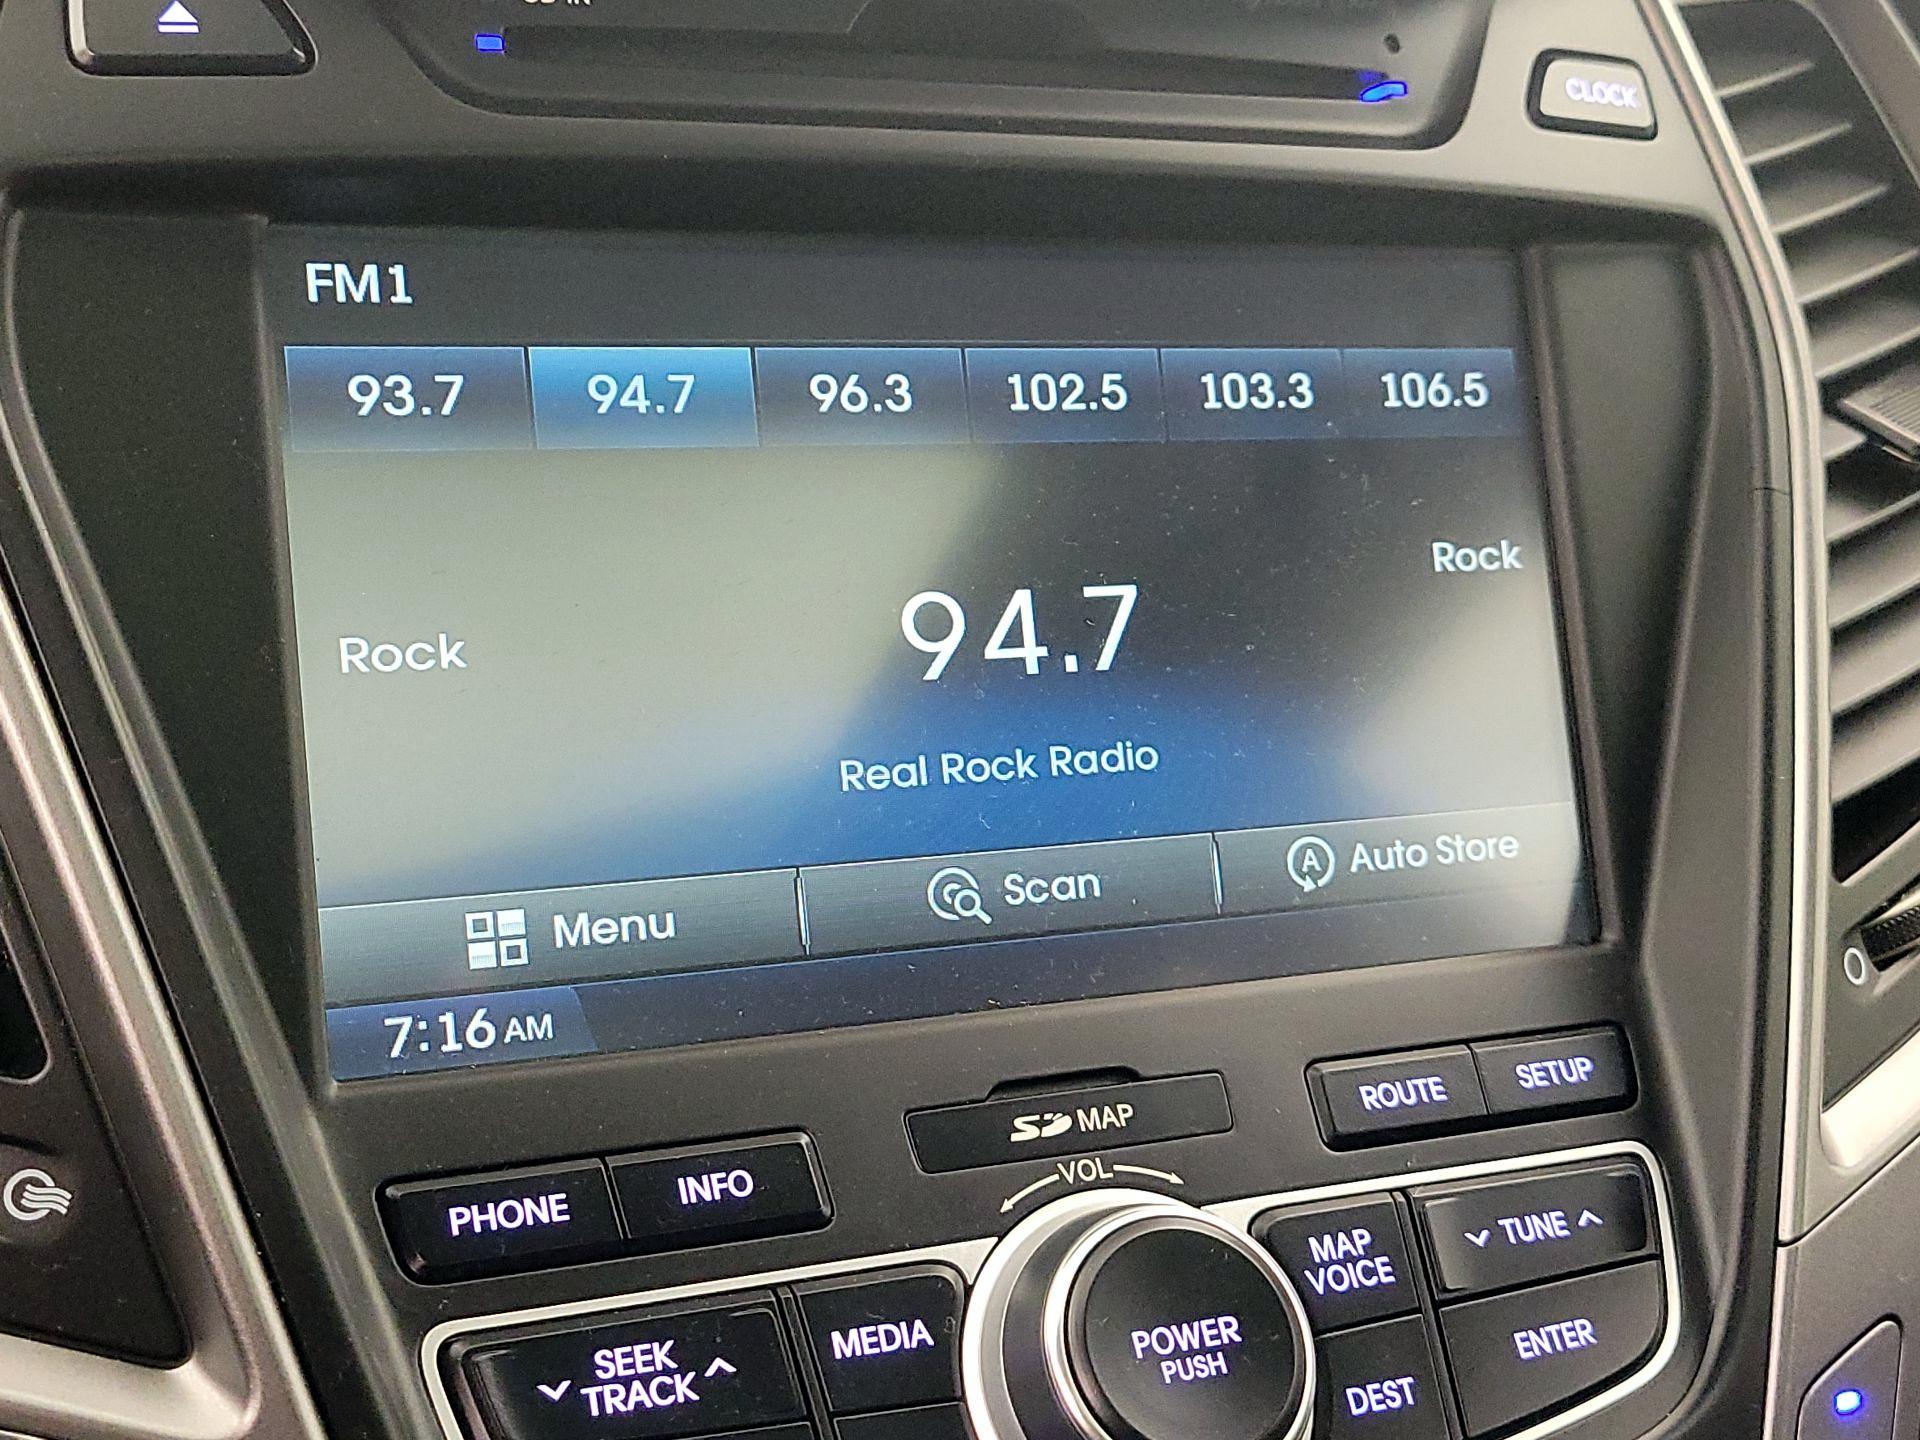 CLOCK
FM1
93.7 94.7 96.3 102.5 103.3 106.5
Rock
Rock 94.7
Real Rock Radio
Menu Scan A Auto Store
7:16 AM
ROUTE SETUP
SD MAP
PHONE INFO
VOL
MAP VOICE
TUNE
SEEK
TRACK
MEDIA
POWER
PUSH
ENTER
DEST